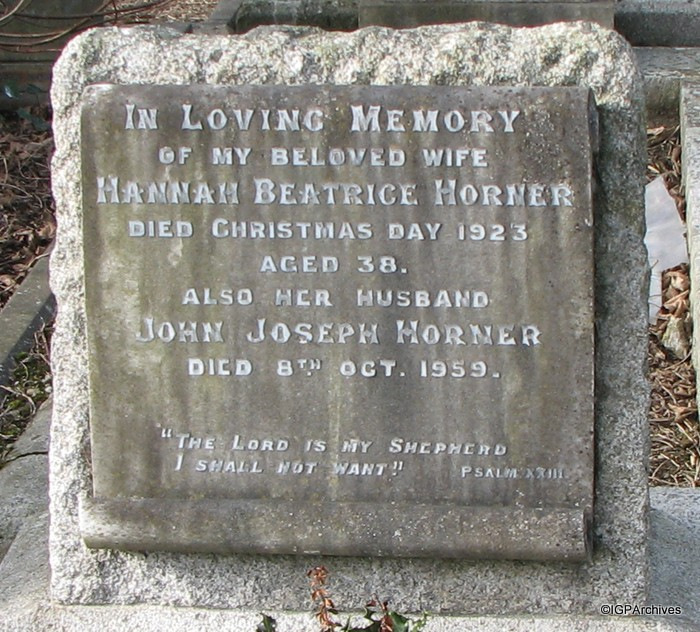 In Loving Memory
of my beloved wife
Hannah Beatrice Horner
died Christmas Day 1923
aged 38.
also her husband
John Joseph Horner
died 8th Oct. 1959.
"The Lord is my Shepherd
I shall not want." Psalm XXIII
©IGPArchives